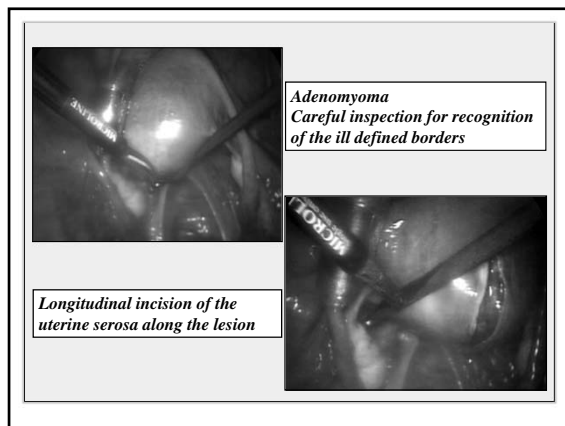 MICROLINE
Adenomyoma
Careful inspection for recognition
of the ill defined borders
MICROLI
Longitudinal incision of the
uterine serosa along the lesion